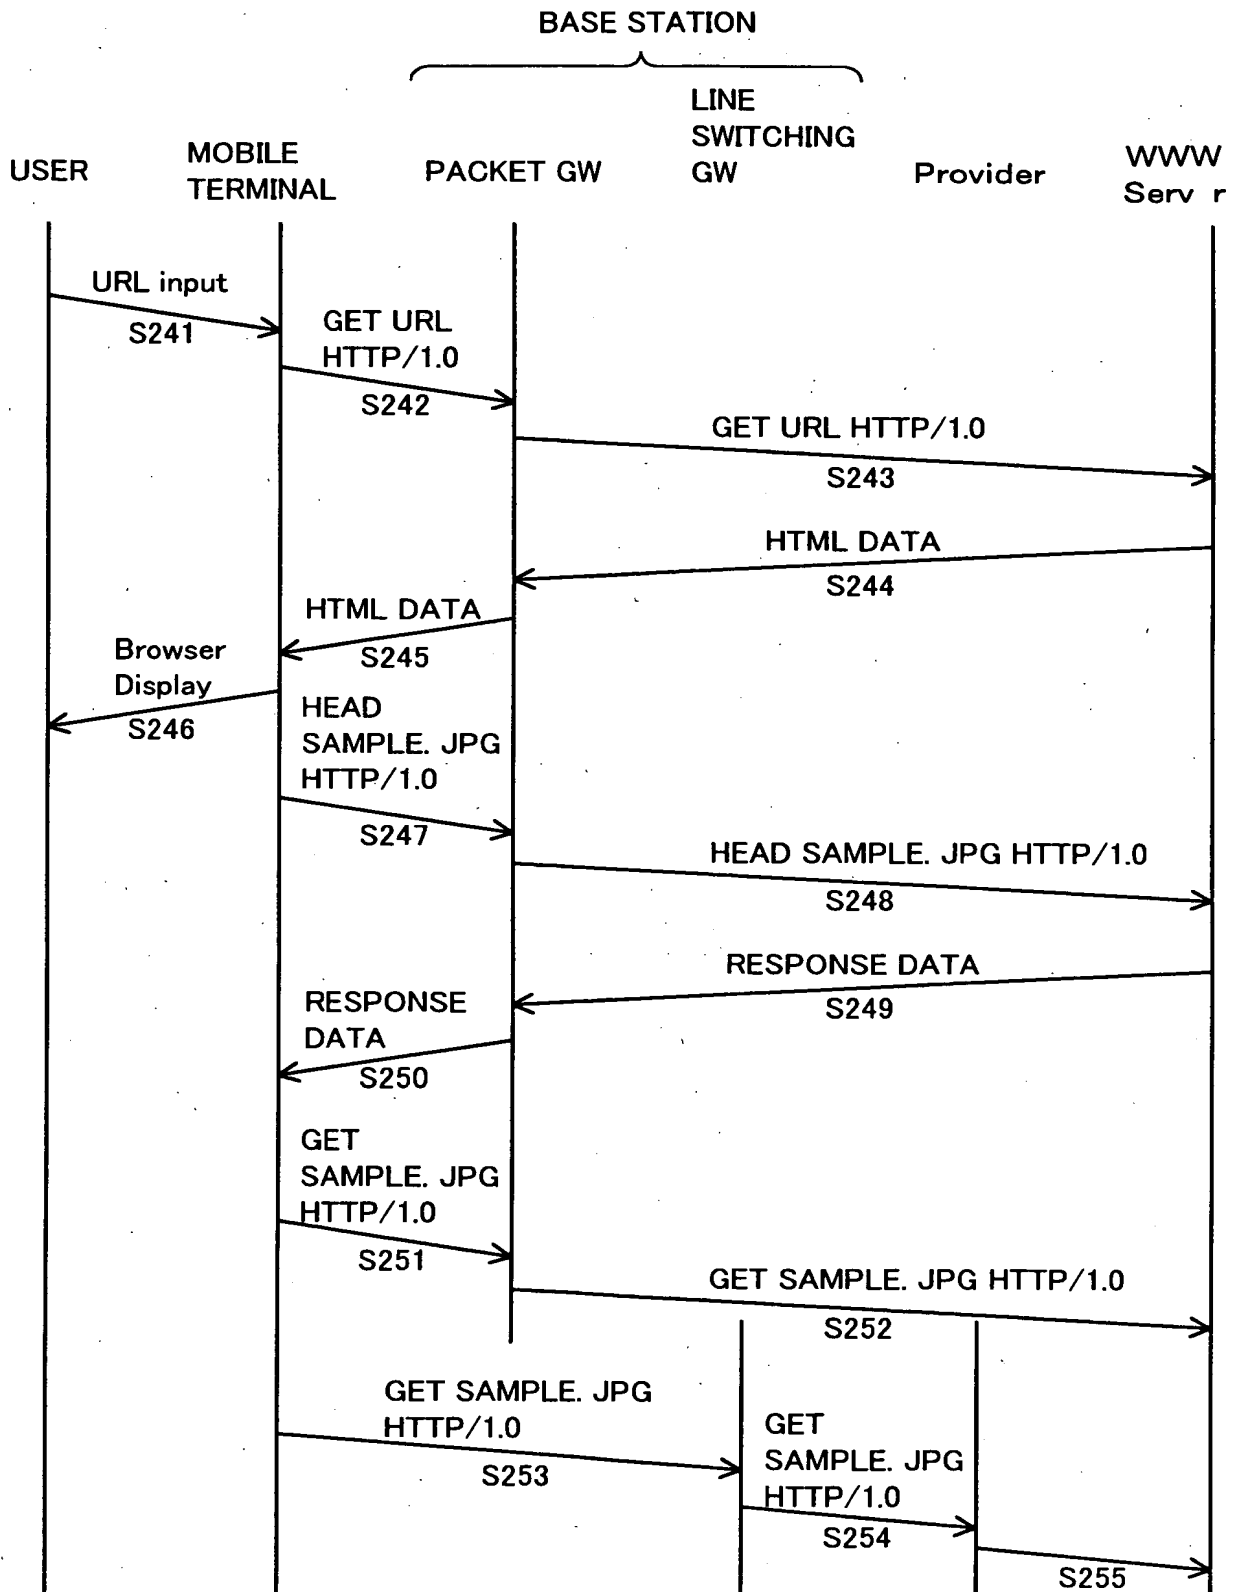 BASE STATION
LINE
SWITCHING
GW
USER
MOBILE
TERMINAL
PACKET GW
Provider
WWW
Serv r
URL input
S241
GET URL
HTTP/1.0
S242
GET URL HTTP/1.0
S243
HTML DATA
S244
HTML DATA
S245
Browser
Display
S246
HEAD
SAMPLE. JPG
HTTP/1.0
S247
HEAD SAMPLE. JPG HTTP/1.0
S248
RESPONSE DATA
S249
RESPONSE
DATA
S250
GET
SAMPLE. JPG
HTTP/1.0
S251
GET SAMPLE. JPG HTTP/1.0
S252
GET SAMPLE. JPG
HTTP/1.0
S253
GET
SAMPLE. JPG
HTTP/1.0
S254
S255